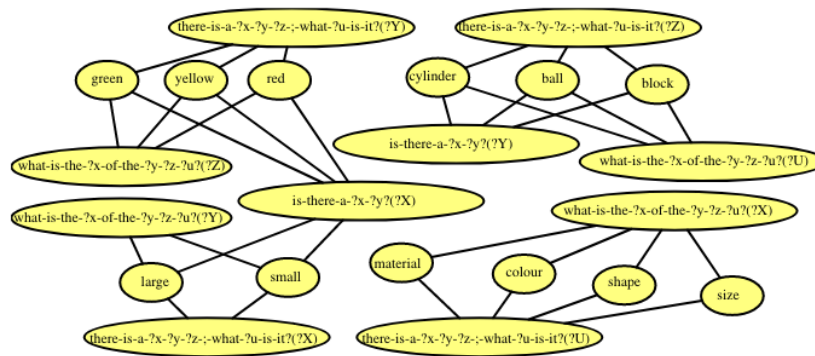 there-is-a-?x-?y-?z-;-what-?u-is-it?(?Y)
there-is-a-?x-?y-?z-;-what-?u-is-it?(?Z)
green
yellow
red
cylinder
ball
block
is-there-a-?x-?y?(?Y)
what-is-the-?x-of-the-?y-?z-?u?(?Z)
what-is-the-?x-of-the-?y-?z-?u?(?U)
is-there-a-?x-?y?(?X)
what-is-the-?x-of-the-?y-?z-?u?(?Y)
what-is-the-?x-of-the-?y-?z-?u?(?X)
material
colour
large
small
shape
size
there-is-a-?x-?y-?z-;-what-?u-is-it?(?X)
there-is-a-?x-?y-?z-;-what-?u-is-it?(?U)